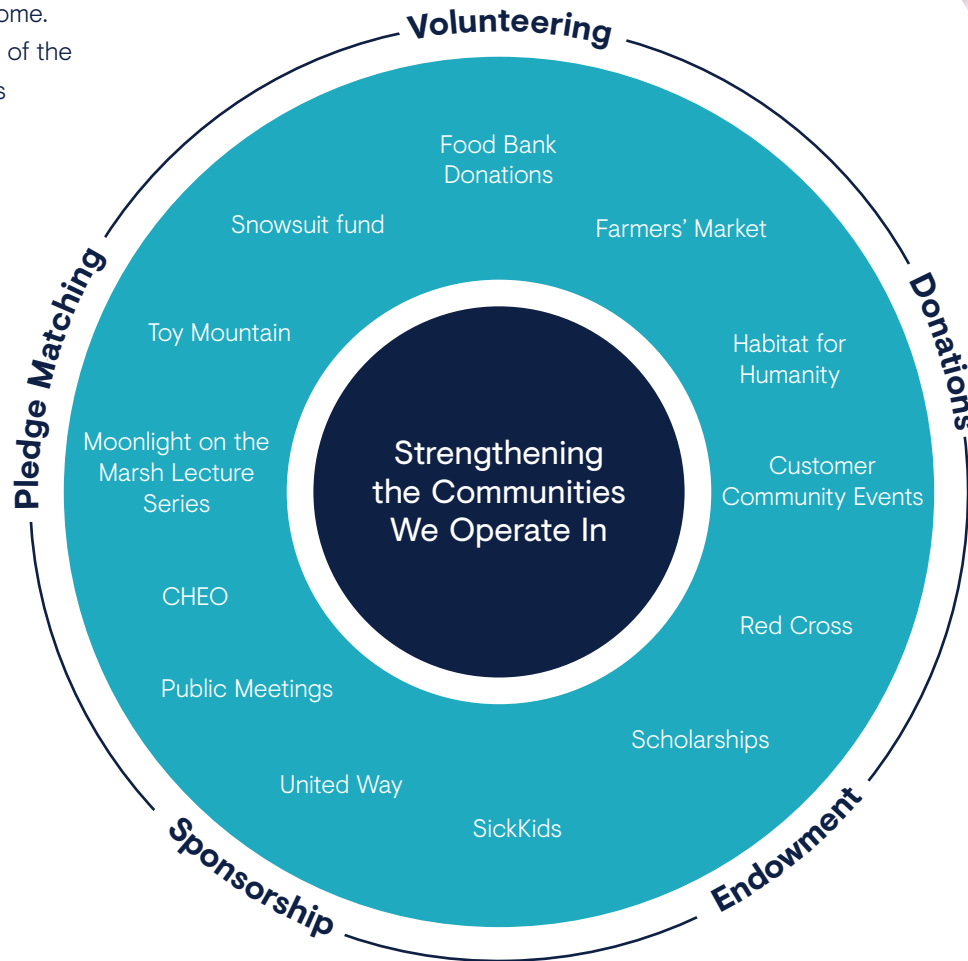 ome.
of the
s
Volunteering
Donations
Endowment
Sponsorship
Pledge Matching
Food Bank
Donations
Farmers’ Market
Habitat for
Humanity
Customer
Community Events
Red Cross
Scholarships
SickKids
United Way
Public Meetings
CHEO
Moonlight on the
Marsh Lecture
Series
Toy Mountain
Snowsuit fund
Strengthening
the Communities
We Operate In